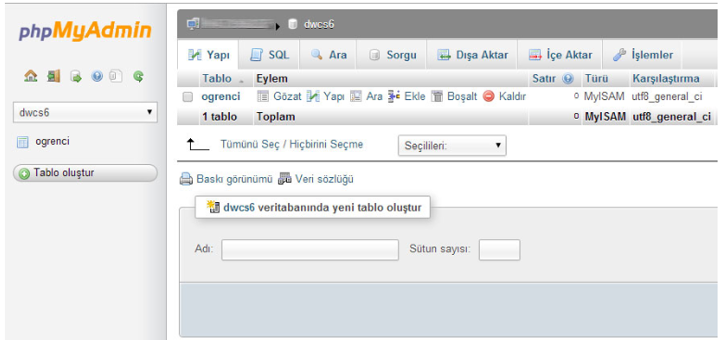 phpMyAdmin
dwcs6
ogrenci
Tablo oluştur
dwcs6
Yapı SQL Ara Sorgu Dışa Aktar İçe Aktar İşlemler
Tablo Eylem Satır Türü Karşılaştırma
ogrenci Gözat Yapı Ara Ekle Boşalt Kaldır 0 MyISAM utf8_general_ci
1 tablo Toplam 0 MyISAM utf8_general_ci
Tümünü Seç / Hiçbirini Seçme Seçilileri:
Baskı görünümü Veri sözlüğü
dwcs6 veritabanında yeni tablo oluştur
Adı: Sütun sayısı: